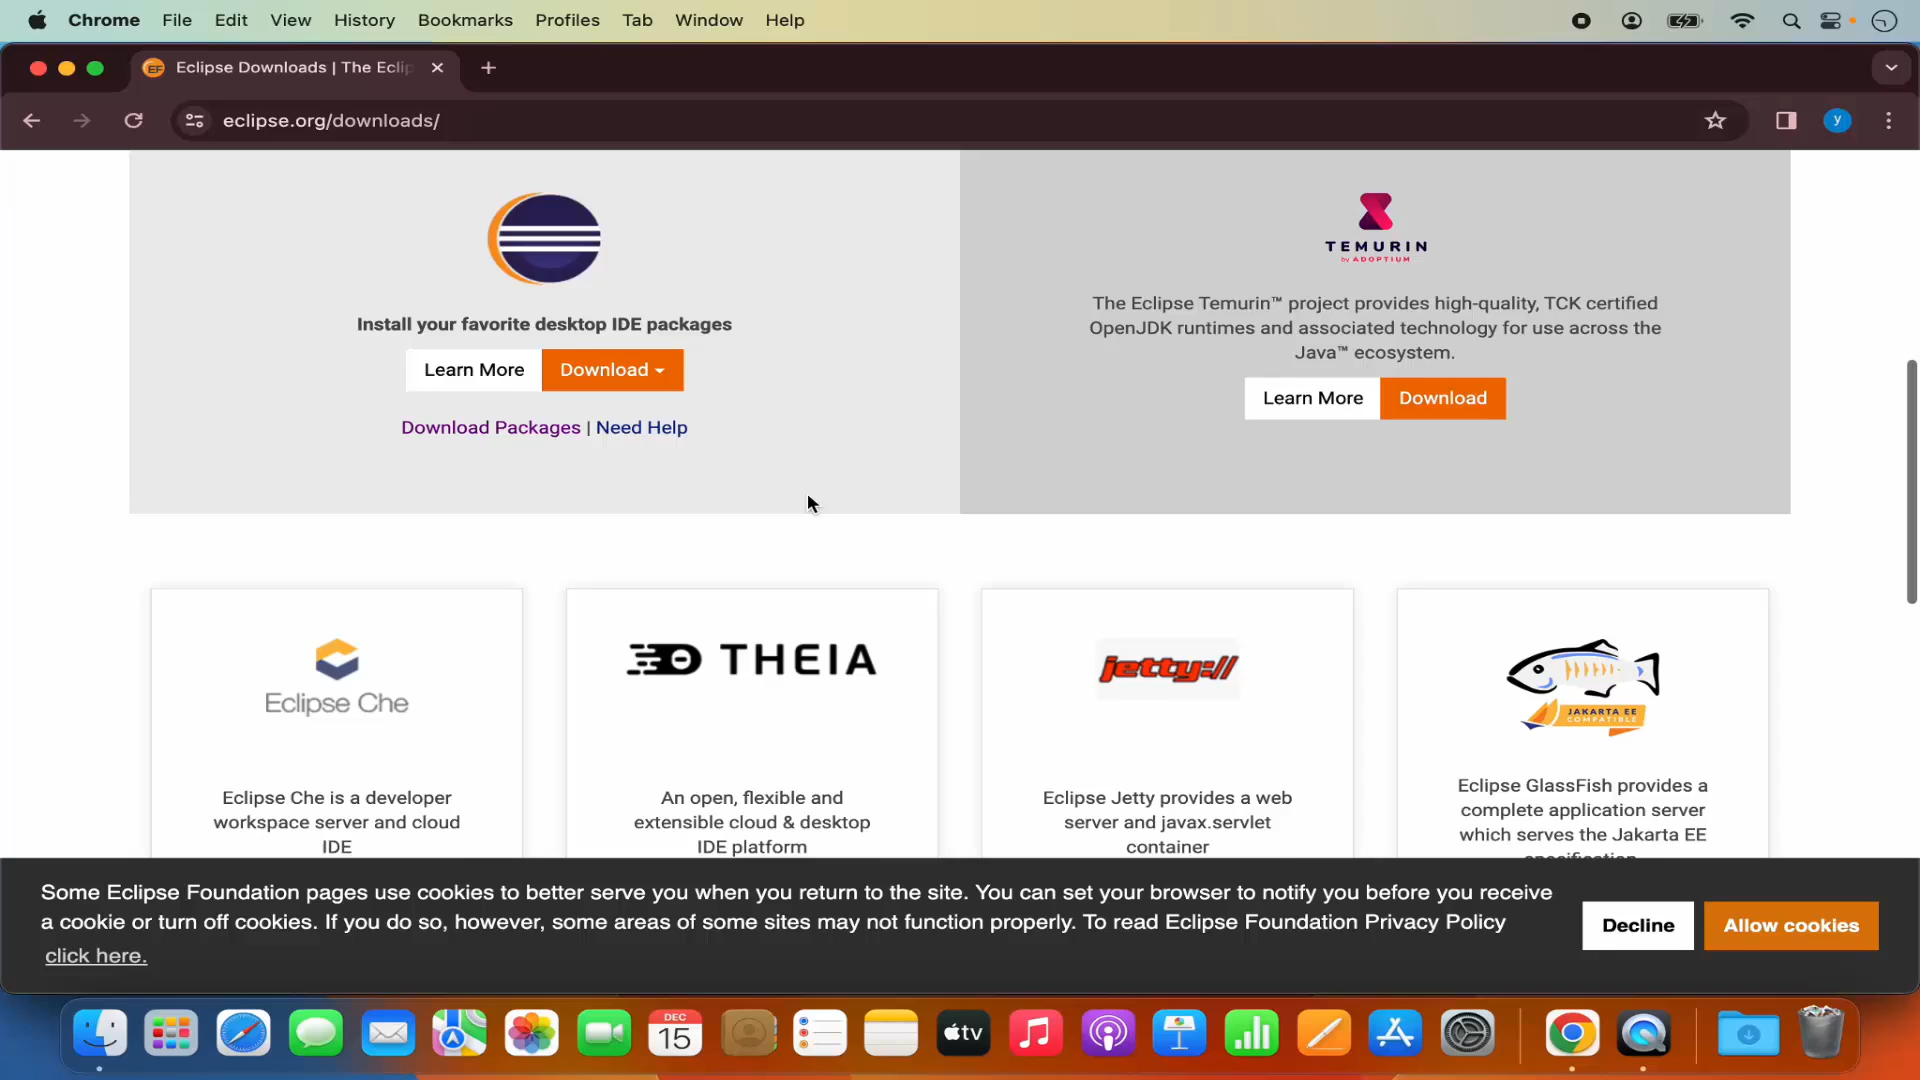 Chrome File Edit View History Bookmarks Profiles Tab Window Help
Eclipse Downloads | The Eclip
eclipse.org/downloads/
y
TEMURIN
by ADOPTIUM
Install your favorite desktop IDE packages
Learn More Download
Download Packages | Need Help
The Eclipse Temurin™ project provides high-quality, TCK certified
OpenJDK runtimes and associated technology for use across the
Java™ ecosystem.
Learn More Download
Eclipse Che
Eclipse Che is a developer
workspace server and cloud
IDE
THEIA
An open, flexible and
extensible cloud & desktop
IDE platform
jetty://
Eclipse Jetty provides a web
server and javax.servlet
container
JAKARTA EE
COMPATIBLE
Eclipse GlassFish provides a
complete application server
which serves the Jakarta EE
specification
Some Eclipse Foundation pages use cookies to better serve you when you return to the site. You can set your browser to notify you before you receive
a cookie or turn off cookies. If you do so, however, some areas of some sites may not function properly. To read Eclipse Foundation Privacy Policy
click here.
Decline Allow cookies
DEC
15
tv